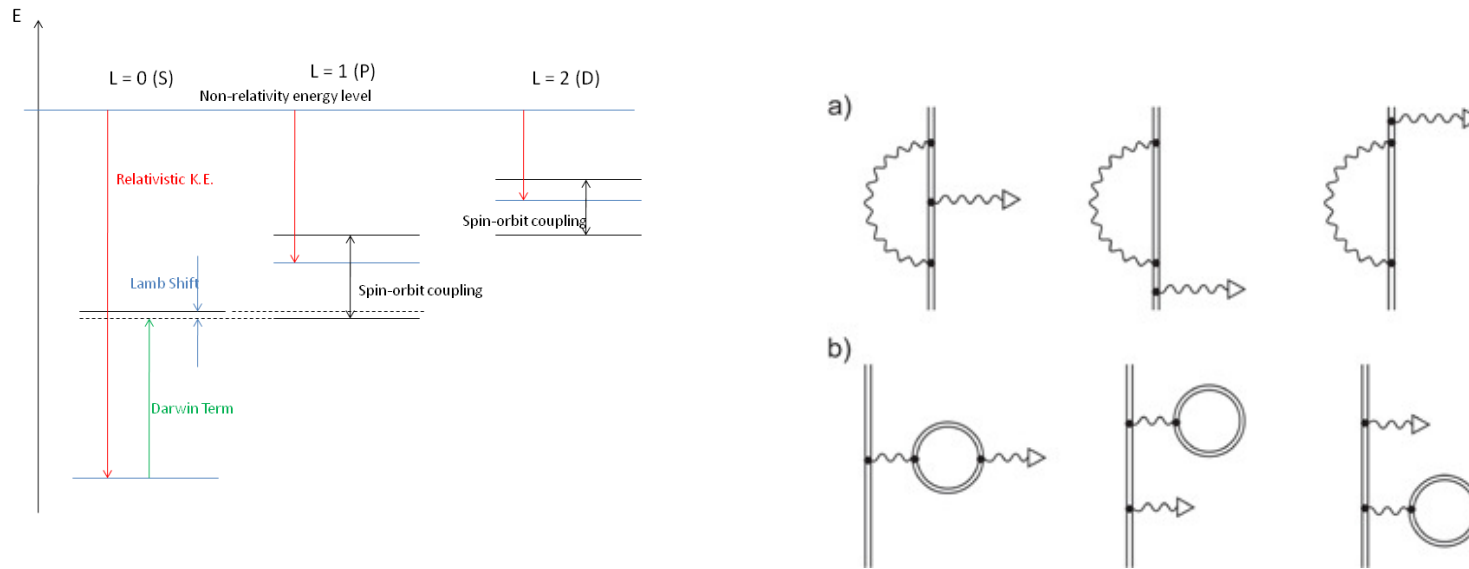 E
L = 0 (S)
L = 1 (P)
L = 2 (D)
Non-relativity energy level
Relativistic K.E.
Spin-orbit coupling
Lamb Shift
Spin-orbit coupling
Darwin Term
a)
b)